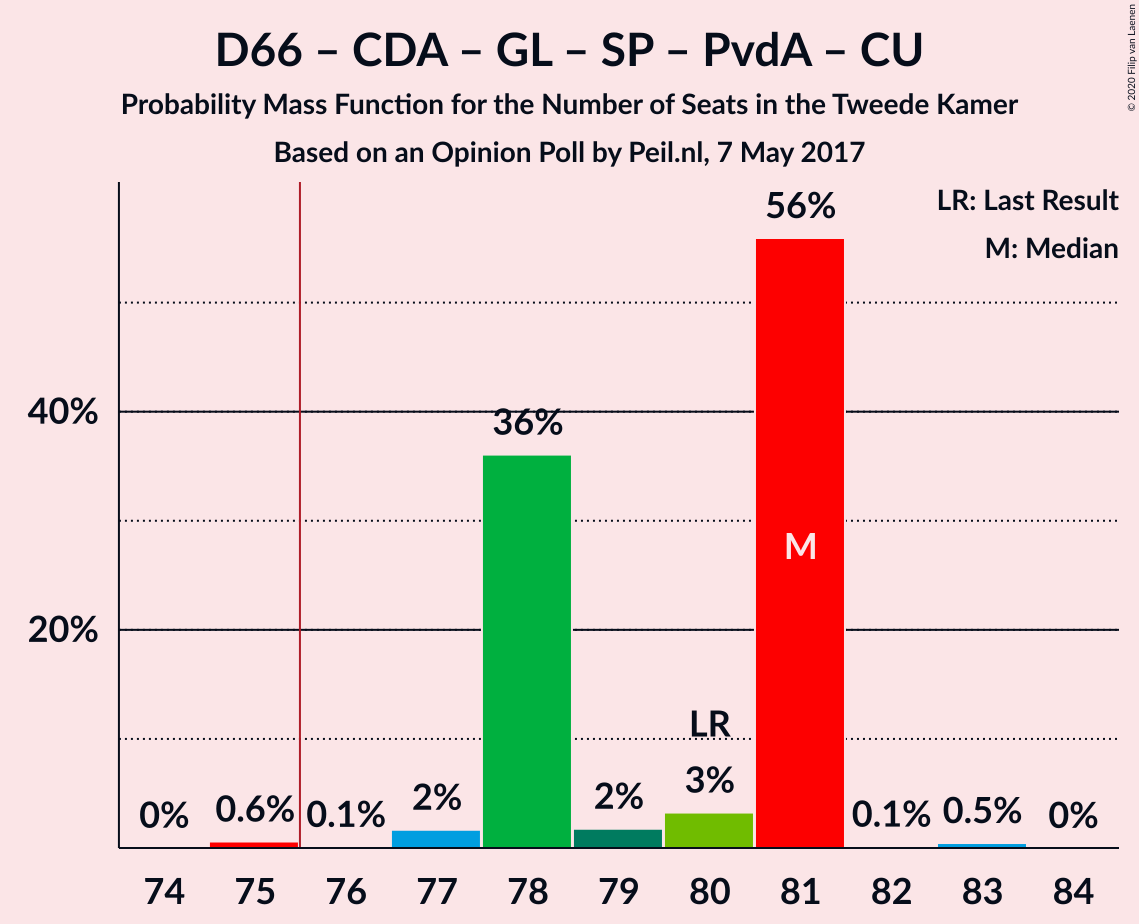 D66 – CDA – GL – SP – PvdA – CU
Probability Mass Function for the Number of Seats in the Tweede Kamer
Based on an Opinion Poll by Peil.nl, 7 May 2017
© 2020 Filip van Laenen
LR: Last Result
M: Median
56%
40%
36%
M
20%
LR
0%
0.6%
0.1%
2%
2%
3%
0.1%
0.5%
0%
74 75 76 77 78 79 80 81 82 83 84